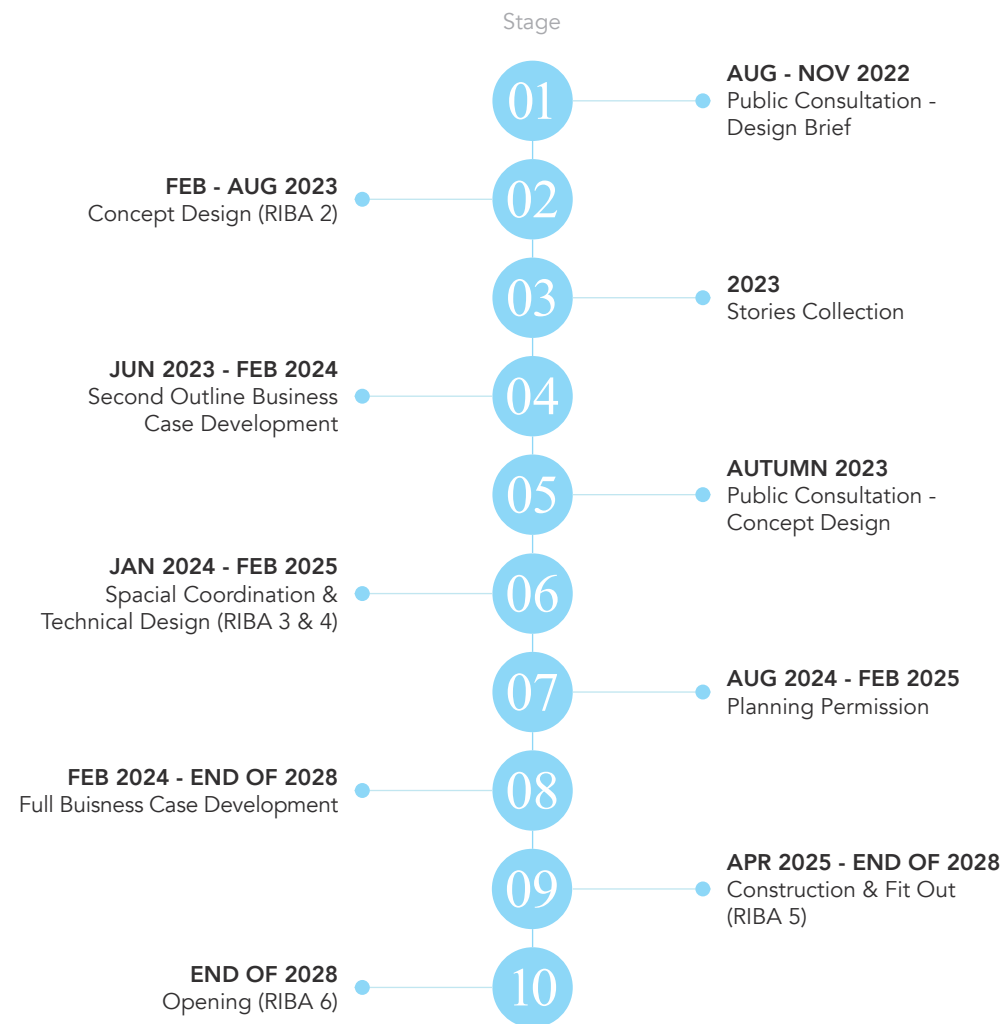 Stage
01
AUG - NOV 2022
Public Consultation -
Design Brief
02
FEB - AUG 2023
Concept Design (RIBA 2)
03
2023
Stories Collection
04
JUN 2023 - FEB 2024
Second Outline Business
Case Development
05
AUTUMN 2023
Public Consultation -
Concept Design
06
JAN 2024 - FEB 2025
Spacial Coordination &
Technical Design (RIBA 3 & 4)
07
AUG 2024 - FEB 2025
Planning Permission
08
FEB 2024 - END OF 2028
Full Buisness Case Development
09
APR 2025 - END OF 2028
Construction & Fit Out
(RIBA 5)
10
END OF 2028
Opening (RIBA 6)